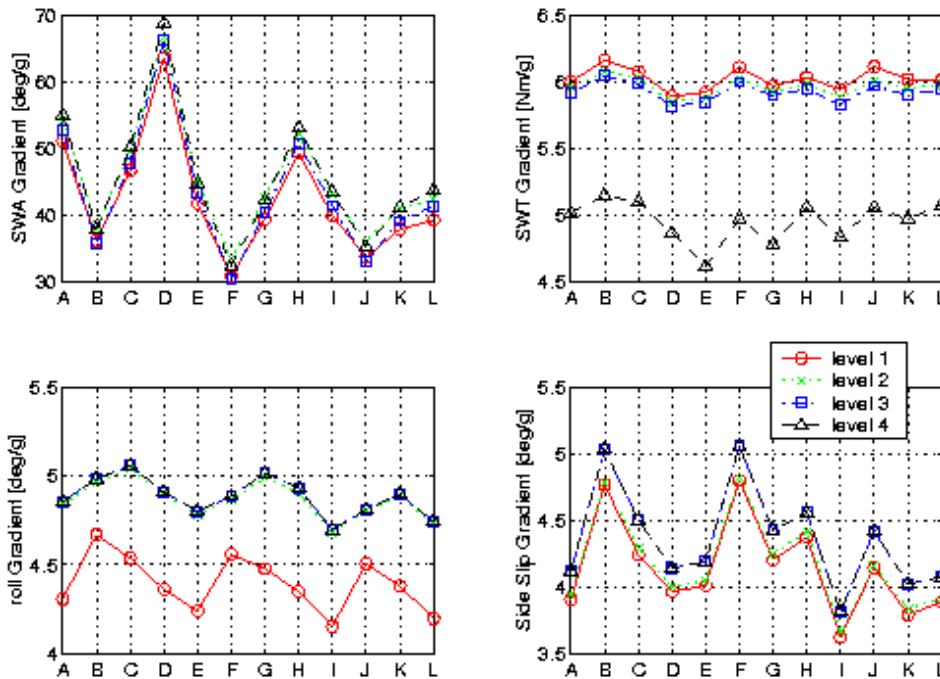 SWA Gradient [deg/g]
70
60
50
40
30
A B C D E F G H I J K L
SWT Gradient [Nm/g]
6.5
6
5.5
5
4.5
A B C D E F G H I J K L
roll Gradient [deg/g]
5.5
5
4.5
4
A B C D E F G H I J K L
Side Slip Gradient [deg/g]
5.5
5
4.5
4
3.5
A B C D E F G H I J K L
level 1
level 2
level 3
level 4